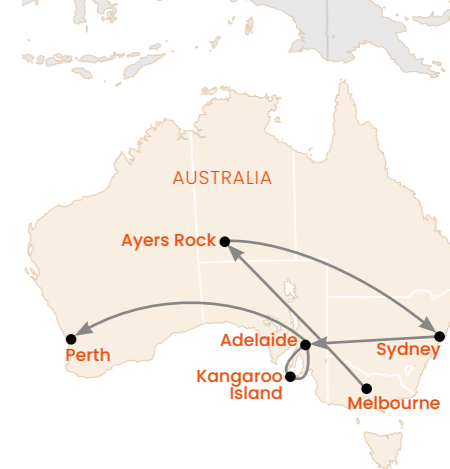 AUSTRALIA
Ayers Rock
Adelaide
Sydney
Perth
Kangaroo
Island
Melbourne